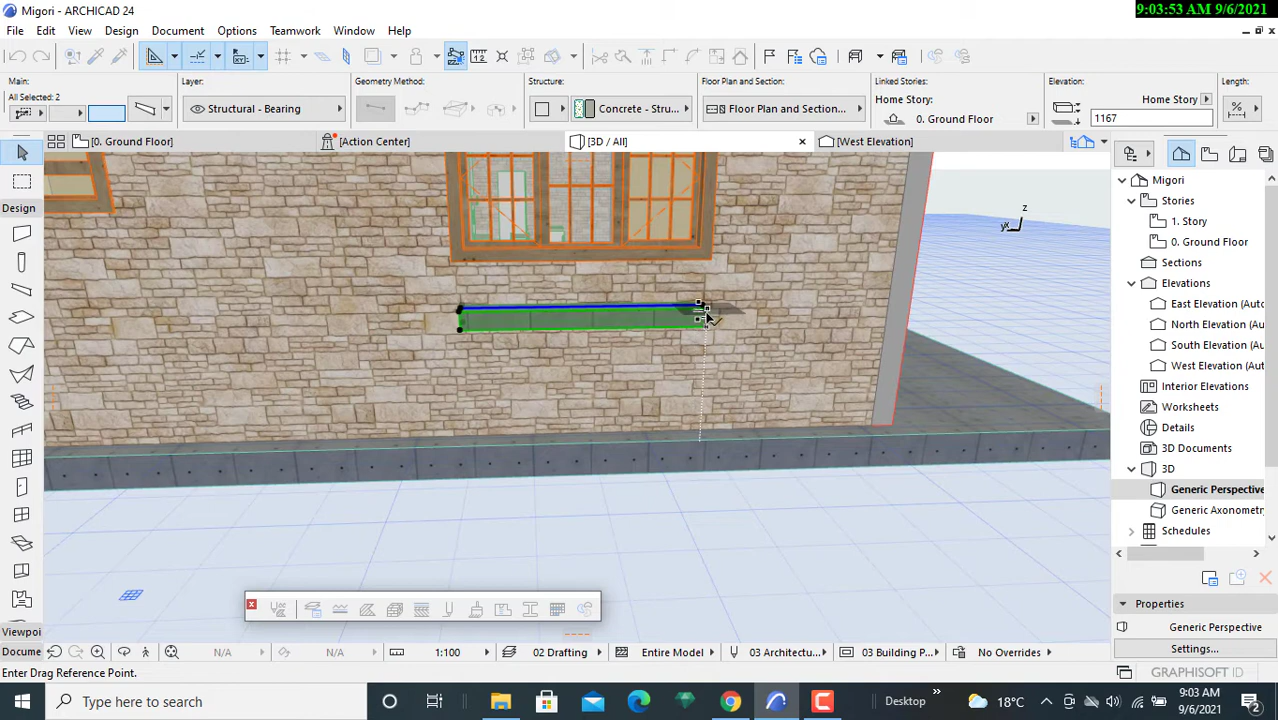 Migori - ARCHICAD 24
9:03:53 AM 9/6/2021
File Edit View Design Document Options Teamwork Window Help
Main:
All Selected: 2
Layer:
Structural - Bearing
Geometry Method:
Structure:
Concrete - Stru...
Floor Plan and Section:
Floor Plan and Section...
Linked Stories:
Home Story:
0. Ground Floor
Elevation:
Home Story
1167
Length:
%
[0. Ground Floor]
[Action Center]
[3D / All]
[West Elevation]
Design
Viewpoi
Docume
z
Migori
Stories
1. Story
0. Ground Floor
Sections
Elevations
East Elevation (Auto
North Elevation (Au
South Elevation (Au
West Elevation (Aut
Interior Elevations
Worksheets
Details
3D Documents
3D
Generic Perspective
Generic Axonometr
Schedules
Properties
Generic Perspective
Settings...
N/A
N/A
1:100
02 Drafting
Entire Model
03 Architectu...
03 Building P...
No Overrides
Enter Drag Reference Point.
GRAPHISOFT ID
Type here to search
Desktop
18°C
9:03 AM
9/6/2021
2